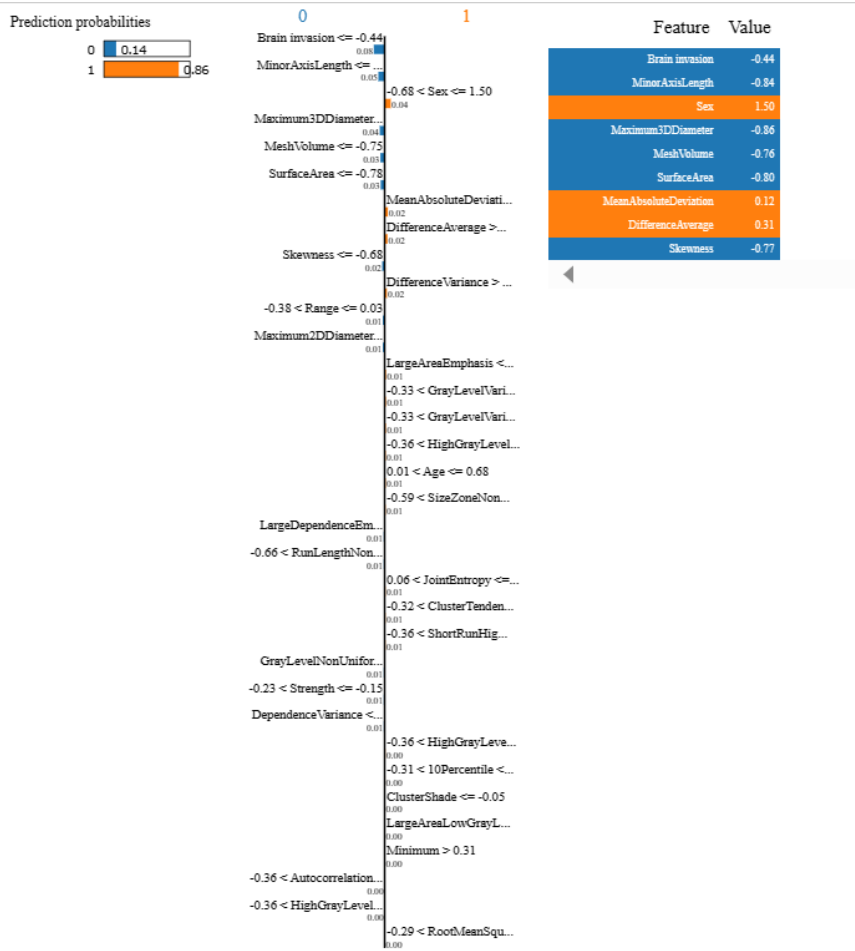 Prediction probabilities
0 0.14
1 0.86
0 1
Brain invasion <= -0.44
0.08
MinorAxisLength <= ...
0.05
-0.68 < Sex <= 1.50
0.04
Maximum3DDiameter...
0.04
MeshVolume <= -0.75
0.03
SurfaceArea <= -0.78
0.03
MeanAbsoluteDeviati...
0.02
DifferenceAverage >...
0.02
Skewness <= -0.68
0.02
DifferenceVariance > ...
0.02
-0.38 < Range <= 0.03
0.01
Maximum2DDiameter...
0.01
LargeAreaEmphasis <...
0.01
-0.33 < GrayLevelVari...
0.01
-0.33 < GrayLevelVari...
0.01
-0.36 < HighGrayLevel...
0.01
0.01 < Age <= 0.68
0.01
-0.59 < SizeZoneNon...
0.01
LargeDependenceEm...
0.01
-0.66 < RunLengthNon...
0.01
0.06 < JointEntropy <=...
0.01
-0.32 < ClusterTenden...
0.01
-0.36 < ShortRunHig...
0.01
GrayLevelNonUnifor...
0.01
-0.23 < Strength <= -0.15
0.01
DependenceVariance <...
0.01
-0.36 < HighGrayLeve...
0.00
-0.31 < 10Percentile <...
0.00
ClusterShade <= -0.05
0.00
LargeAreaLowGrayL...
0.00
Minimum > 0.31
0.00
-0.36 < Autocorrelation...
0.00
-0.36 < HighGrayLevel...
0.00
-0.29 < RootMeanSqu...
0.00
Feature Value
Brain invasion -0.44
MinorAxisLength -0.84
Sex 1.50
Maximum3DDiameter -0.86
MeshVolume -0.76
SurfaceArea -0.80
MeanAbsoluteDeviation 0.12
DifferenceAverage 0.31
Skewness -0.77